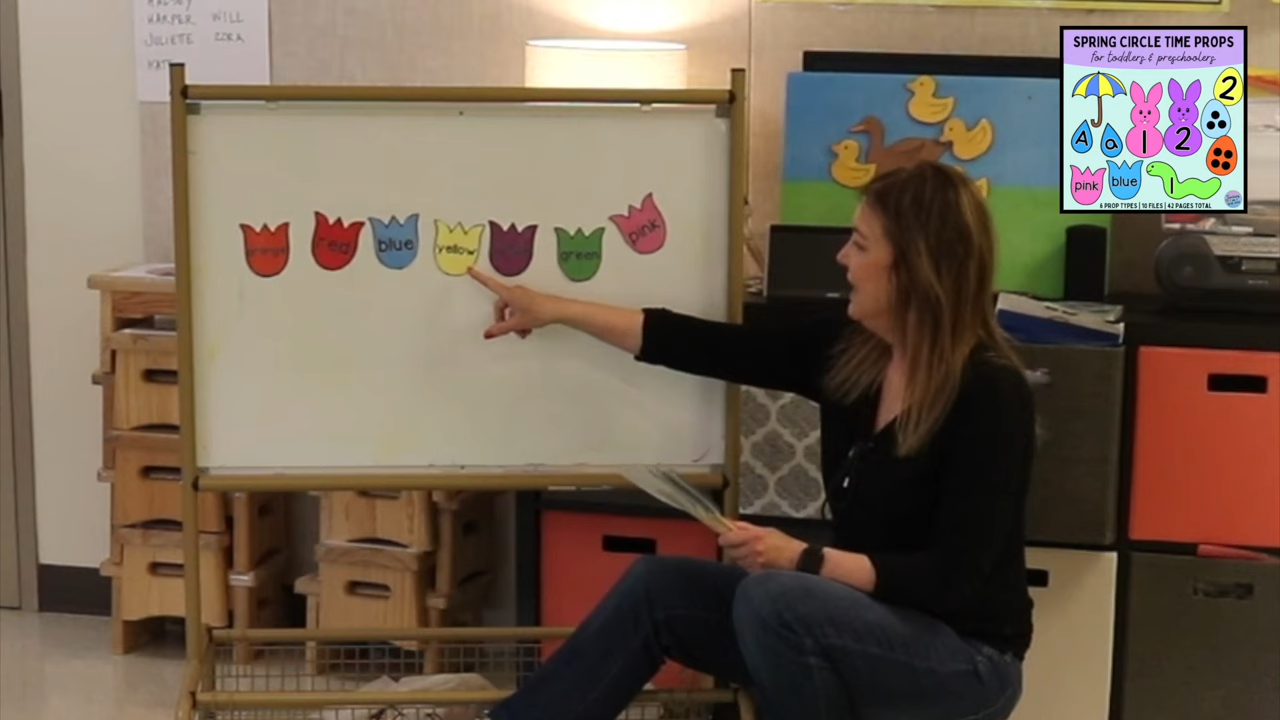 HARPER WILL
JULIETE ZORA
orange red blue yellow green pink
SPRING CIRCLE TIME PROPS
for toddlers & preschoolers
2
A a 1 2
pink blue 1
6 PROP TYPES | 10 FILES | 42 PAGES TOTAL